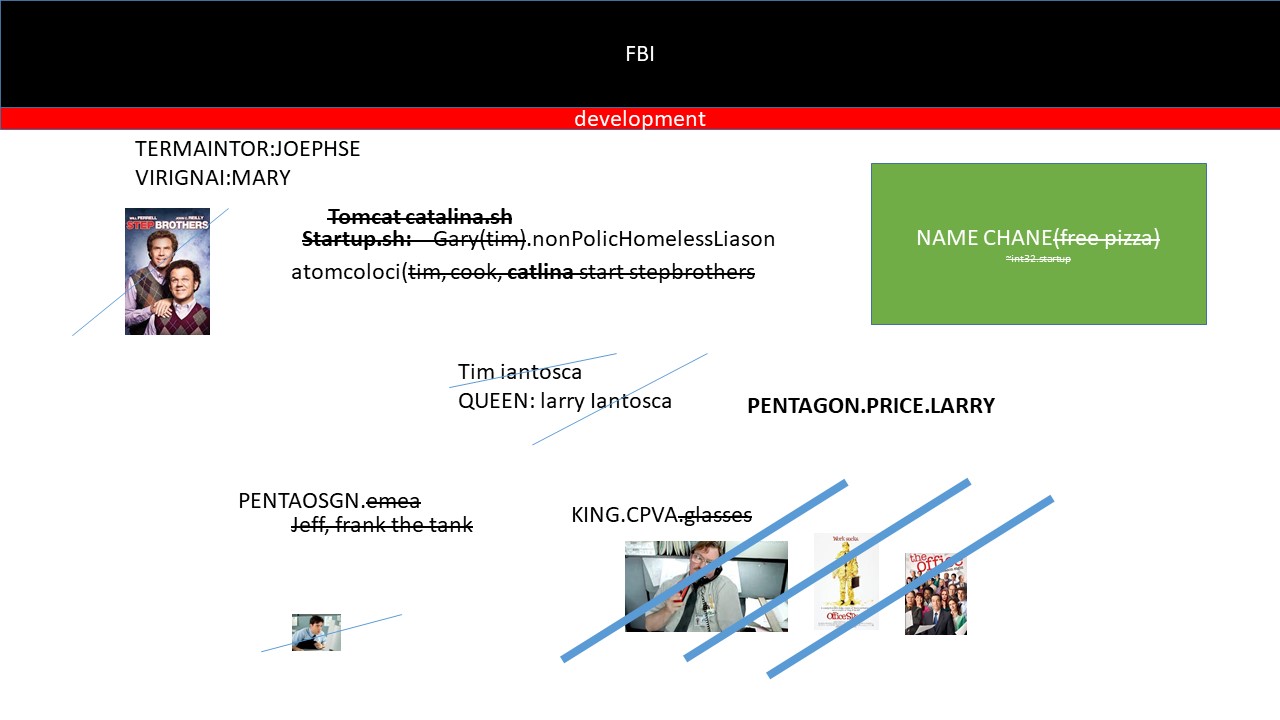 FBI
development
TERMAINTOR:JOEPHSE
VIRIGNAI:MARY
WILL FERRELL JOHN C. REILLY
STEP BROTHERS
Tomcat catalina.sh
Startup.sh: Gary(tim).nonPolicHomelessLiason
atomcoloci(tim, cook, catlina start stepbrothers
NAME CHANE(free pizza)
~int32.startup
Tim iantosca
QUEEN: larry Iantosca
PENTAGON.PRICE.LARRY
PENTAOSGN.emea
Jeff, frank the tank
KING.CPVA.glasses
Work sucks
the office